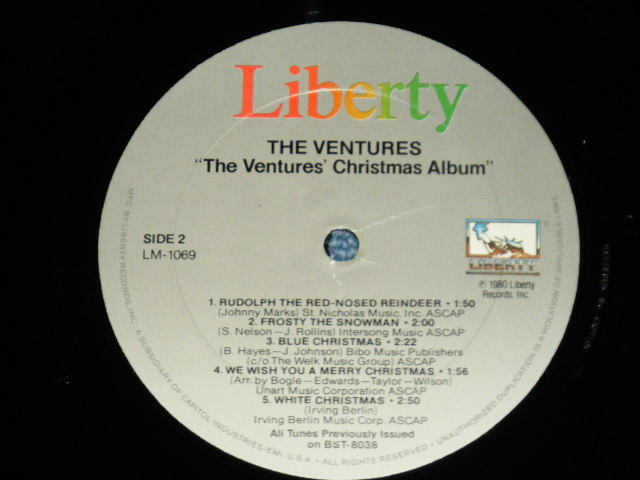 Liberty
THE VENTURES
"The Ventures' Christmas Album"
SIDE 2
LM-1069
LIBERTY
℗ 1980 Liberty
Records, Inc.
1. RUDOLPH THE RED-NOSED REINDEER • 1:50
(Johnny Marks) St. Nicholas Music, Inc. ASCAP
2. FROSTY THE SNOWMAN • 2:00
(S. Nelson–J. Rollins) Intersong Music ASCAP
3. BLUE CHRISTMAS • 2:22
(B. Hayes–J. Johnson) Bibo Music Publishers
(c/o The Welk Music Group) ASCAP
4. WE WISH YOU A MERRY CHRISTMAS • 1:56
(Arr. by Bogle–Edwards–Taylor–Wilson)
Unart Music Corporation ASCAP
5. WHITE CHRISTMAS • 2:50
(Irving Berlin)
Irving Berlin Music Corp. ASCAP
All Tunes Previously Issued
on BST-8038
MFG. BY LIBERTY RECORDS, INC., A SUBSIDIARY OF CAPITOL INDUSTRIES-EMI, U.S.A. • ALL RIGHTS RESERVED • UNAUTHORIZED DUPLICATION IS A VIOLATION OF APPLICABLE LAWS.